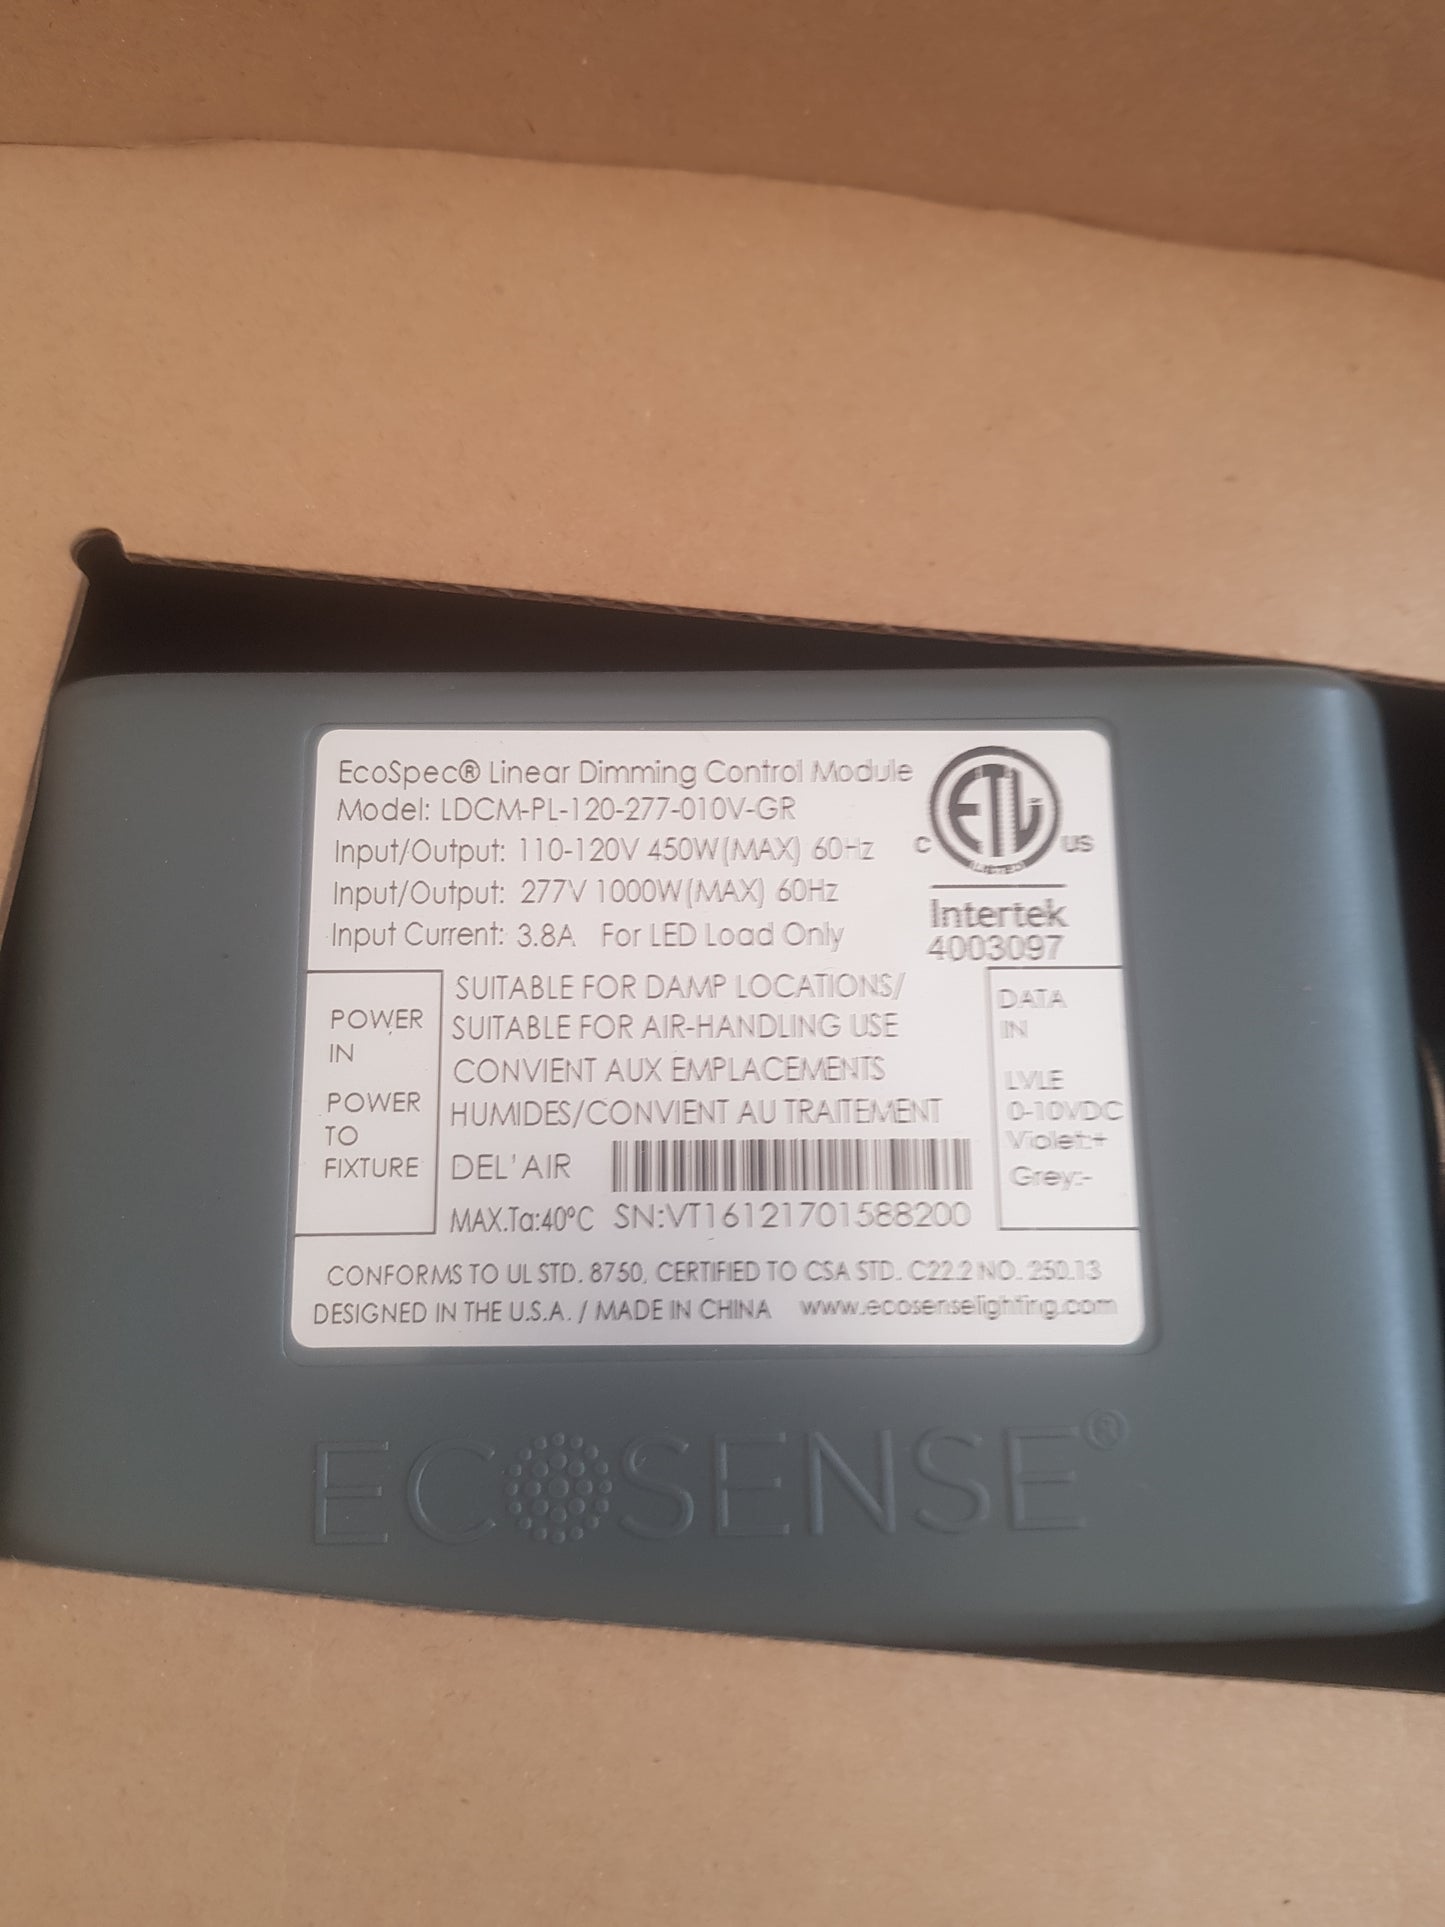 EcoSpec® Linear Dimming Control Module
Model: LDCM-PL-120-277-010V-GR
Input/Output: 110-120V 450W(MAX) 60Hz
Input/Output: 277V 1000W(MAX) 60Hz
Input Current: 3.8A For LED Load Only
ETL
C US
LISTED
Intertek
4003097
POWER
IN
POWER
TO
FIXTURE
SUITABLE FOR DAMP LOCATIONS/
SUITABLE FOR AIR-HANDLING USE
CONVIENT AUX EMPLACEMENTS
HUMIDES/CONVIENT AU TRAITEMENT
DEL'AIR
MAX.Ta:40°C SN:VT16121701588200
DATA
IN
LVLE
0-10VDC
Violet:+
Grey:-
CONFORMS TO UL STD. 8750, CERTIFIED TO CSA STD. C22.2 NO. 250.13
DESIGNED IN THE U.S.A. / MADE IN CHINA www.ecosenselighting.com
ECOSENSE®